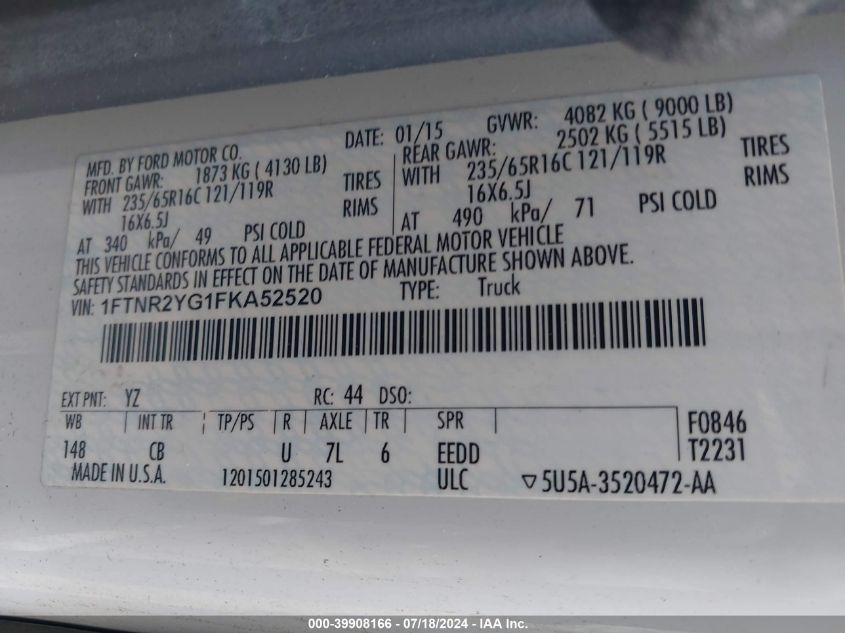 MFD. BY FORD MOTOR CO.
DATE: 01/15 GVWR: 4082 KG ( 9000 LB)
FRONT GAWR: 1873 KG ( 4130 LB)
REAR GAWR: 2502 KG ( 5515 LB)
WITH 235/65R16C 121/119R TIRES
WITH 235/65R16C 121/119R TIRES
16X6.5J RIMS
16X6.5J RIMS
AT 340 kPa/ 49 PSI COLD
AT 490 kPa/ 71 PSI COLD
THIS VEHICLE CONFORMS TO ALL APPLICABLE FEDERAL MOTOR VEHICLE
SAFETY STANDARDS IN EFFECT ON THE DATE OF MANUFACTURE SHOWN ABOVE.
VIN: 1FTNR2YG1FKA52520 TYPE: Truck
EXT PNT: YZ RC: 44 DSO:
WB INT TR TP/PS R AXLE TR SPR F0846
148 CB U 7L 6 EEDD T2231
MADE IN U.S.A. 1201501285243 ULC ▽5U5A-3520472-AA
000-39908166 - 07/18/2024 - IAA Inc.